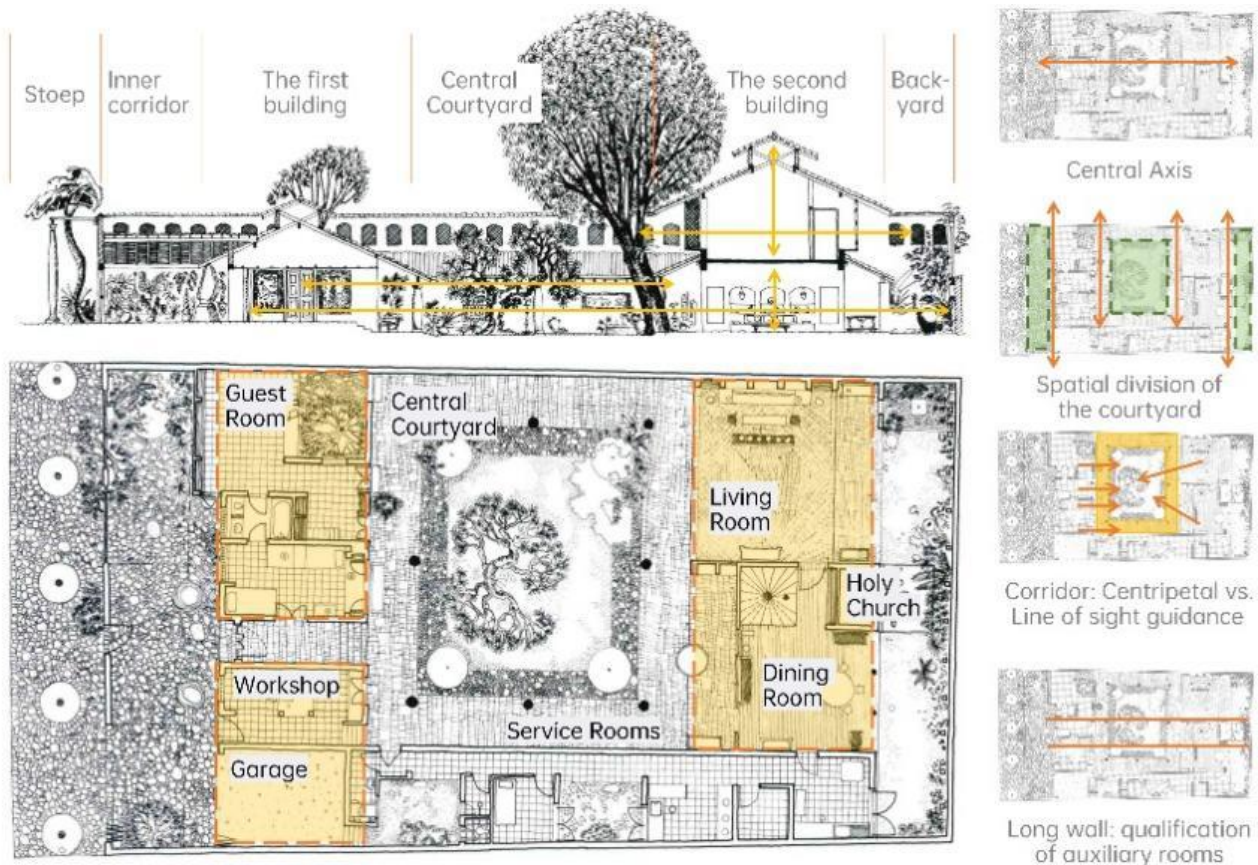 Stoep
Inner
corridor
The first
building
Central
Courtyard
The second
building
Back-
yard
Central Axis
Spatial division of
the courtyard
Corridor: Centripetal vs.
Line of sight guidance
Long wall: qualification
of auxiliary rooms
Guest
Room
Central
Courtyard
Living
Room
Holy
Church
Workshop
Dining
Room
Service Rooms
Garage